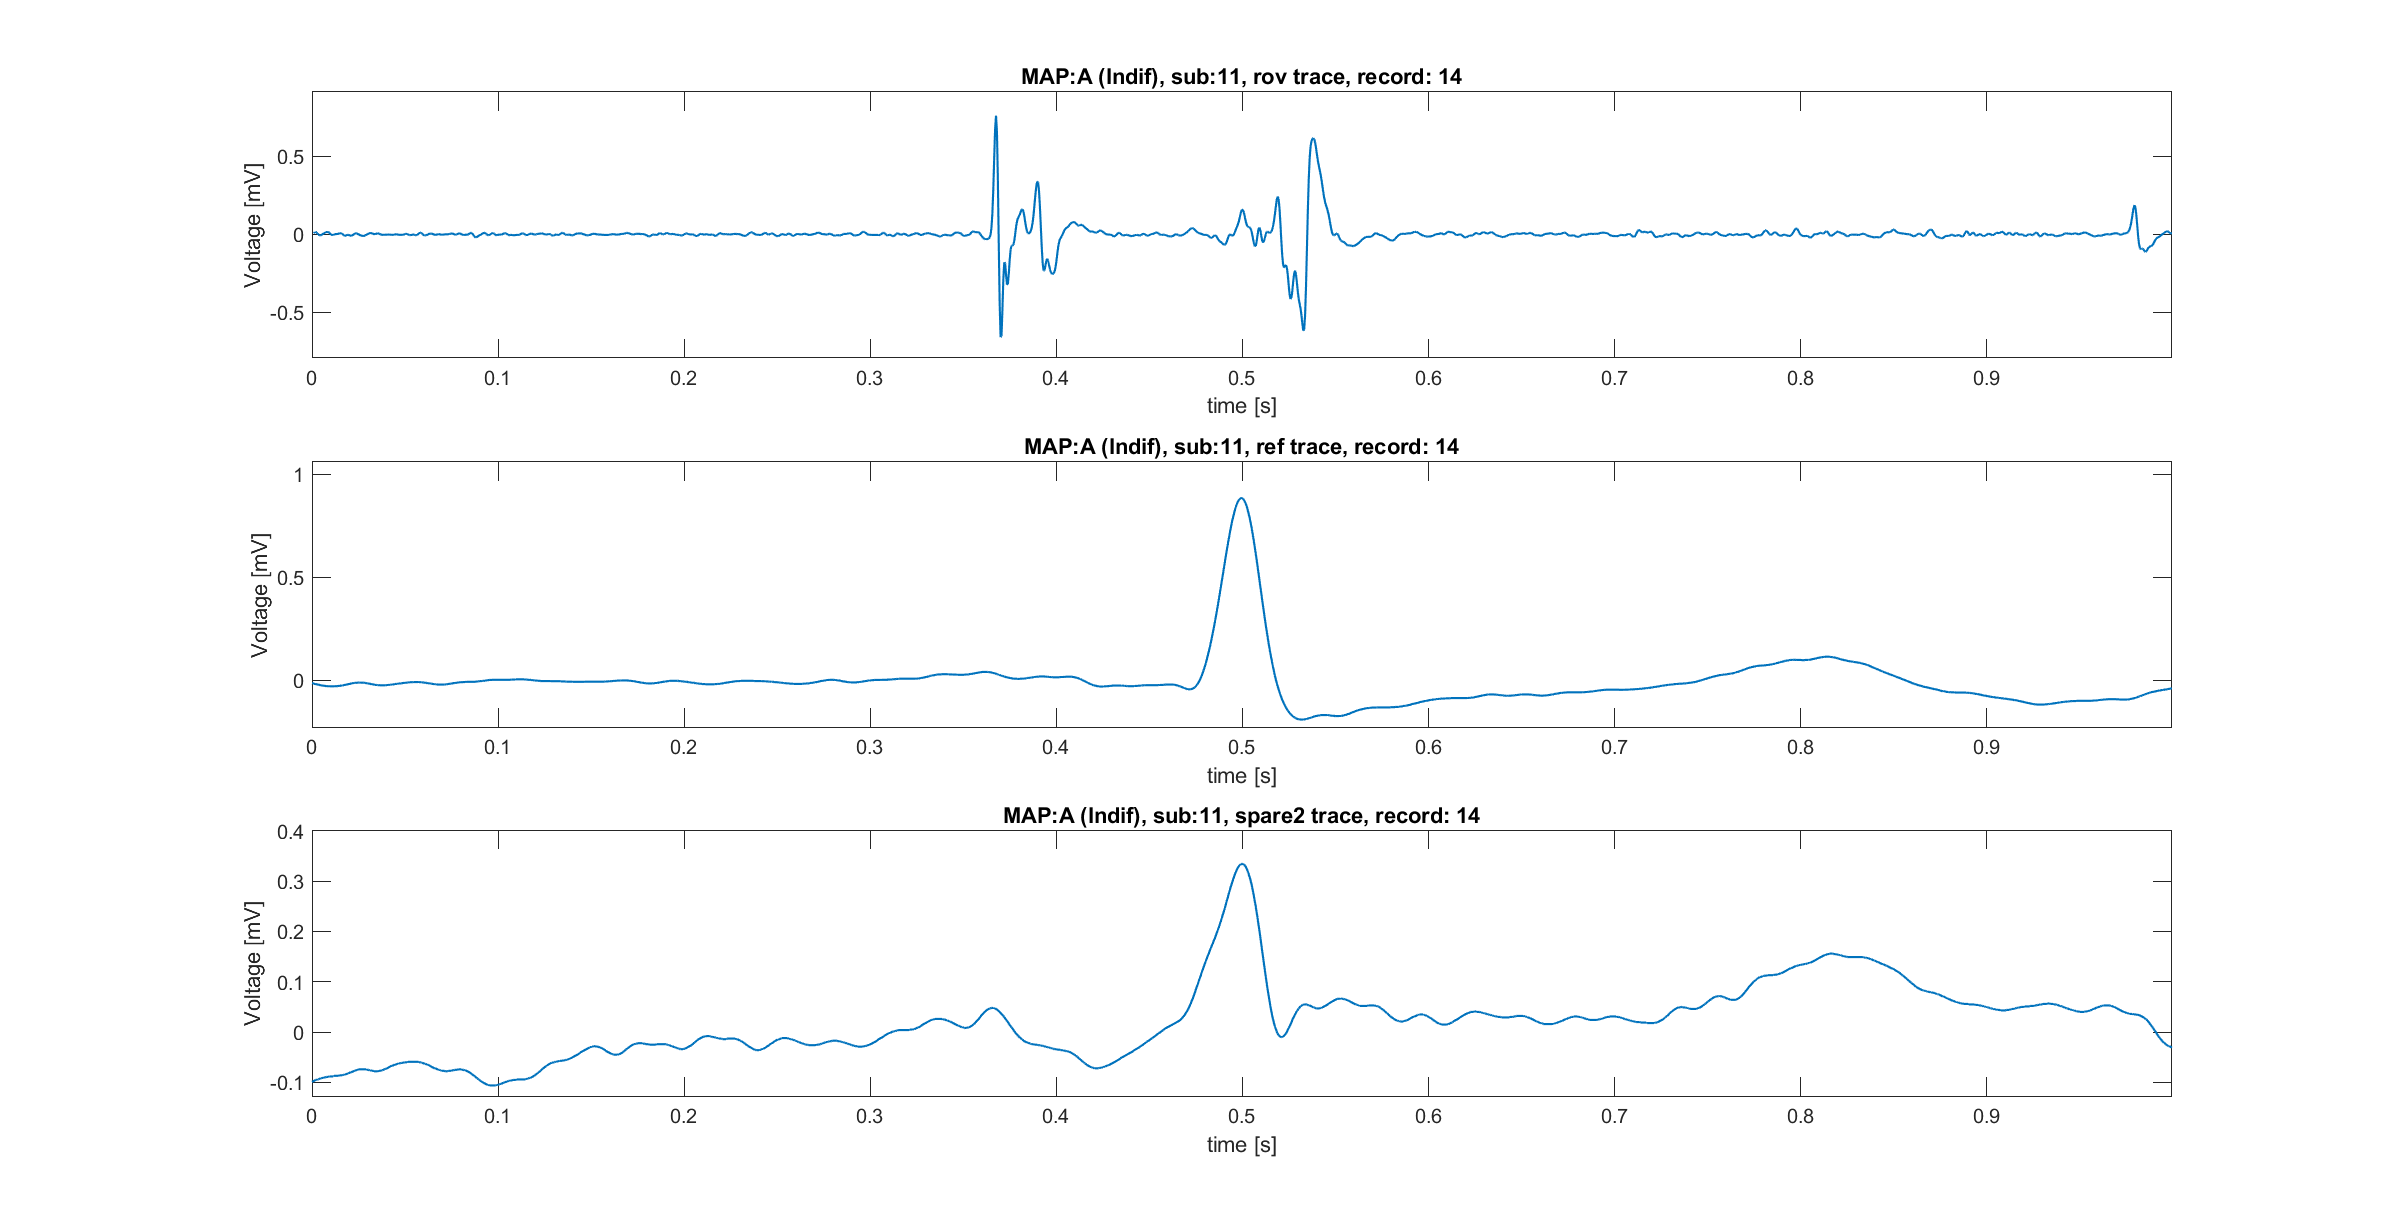 MAP:A (Indif), sub:11, rov trace, record: 14
Voltage [mV]
0.5
0
-0.5
0 0.1 0.2 0.3 0.4 0.5 0.6 0.7 0.8 0.9
time [s]
MAP:A (Indif), sub:11, ref trace, record: 14
Voltage [mV]
1
0.5
0
0 0.1 0.2 0.3 0.4 0.5 0.6 0.7 0.8 0.9
time [s]
MAP:A (Indif), sub:11, spare2 trace, record: 14
Voltage [mV]
0.4
0.3
0.2
0.1
0
-0.1
0 0.1 0.2 0.3 0.4 0.5 0.6 0.7 0.8 0.9
time [s]